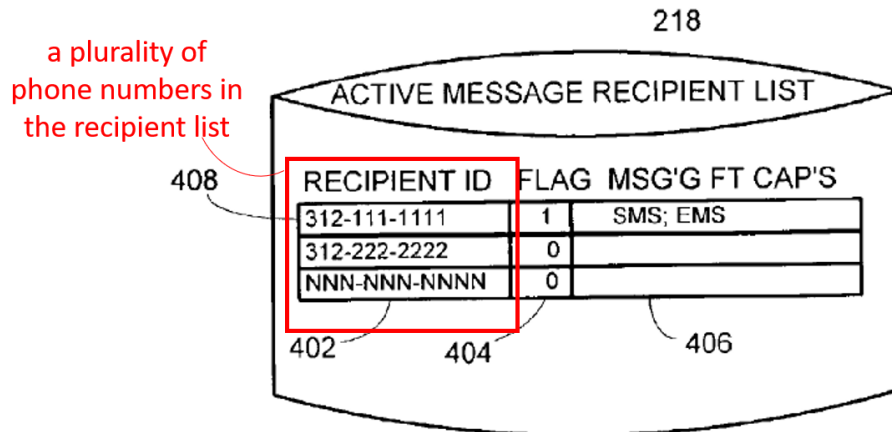 218
a plurality of
phone numbers in
the recipient list
ACTIVE MESSAGE RECIPIENT LIST
408
RECIPIENT ID FLAG MSG'G FT CAP'S
312-111-1111 1 SMS; EMS
312-222-2222 0
NNN-NNN-NNNN 0
402 404 406